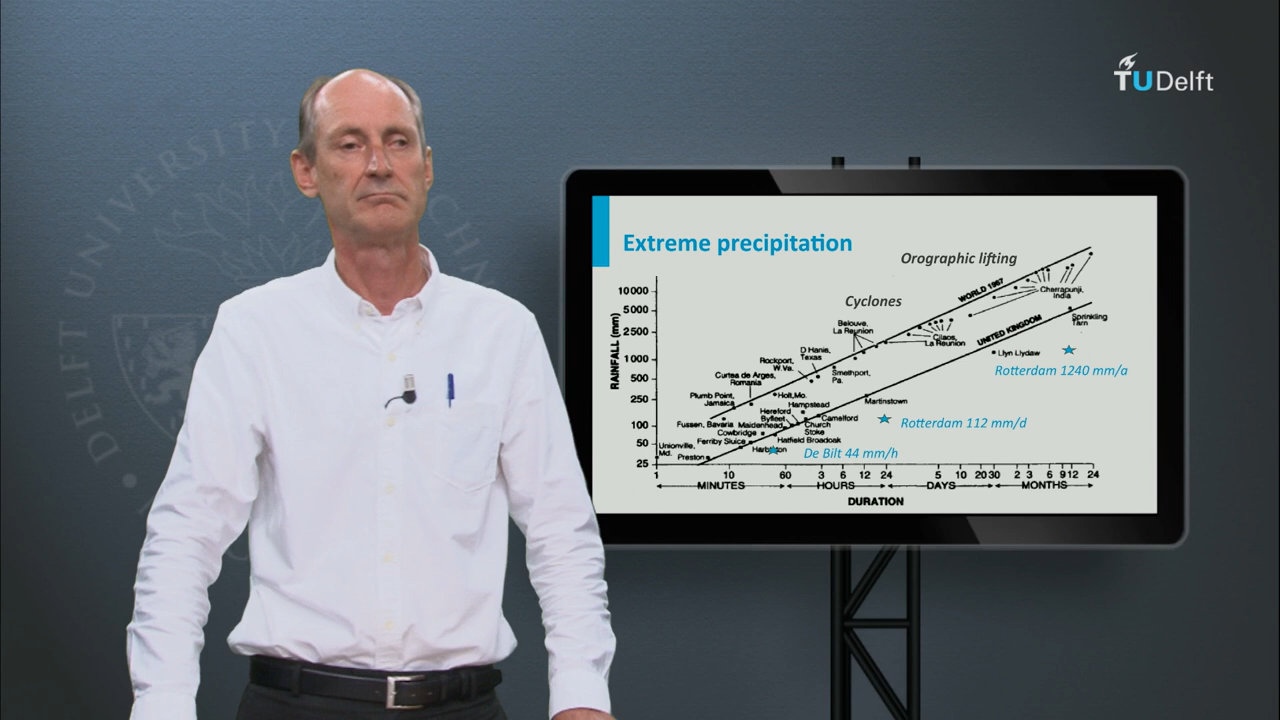 TUDelft
DELFT UNIVERSITY
Extreme precipitation
Orographic lifting
WORLD 1967
Cherrapunji,
India
Cyclones
10000
5000
2500
1000
500
250
100
50
25
RAINFALL (mm)
Belouve,
La Reunion
Cilaos,
La Reunion
UNITED KINGDOM
Sprinkling
Tarn
Llyn Llydaw
Rotterdam 1240 mm/a
D Hanis,
Texas
Rockport,
W.Va.
Smethport,
Pa.
Curtea de Arges,
Romania
Plumb Point,
Jamaica
Holt,Mo.
Hampstead
Martinstown
Hereford
Fussen, Bavaria
Byfleet
Camelford
Maidenhead
Church
Stoke
Cowbridge
Rotterdam 112 mm/d
Ferriby Sluice
Hatfield Broadoak
Unionville,
Md.
Preston
De Bilt 44 mm/h
1 10 60 3 6 12 24 5 10 20 30 2 3 6 9 12 24
MINUTES HOURS DAYS MONTHS
DURATION